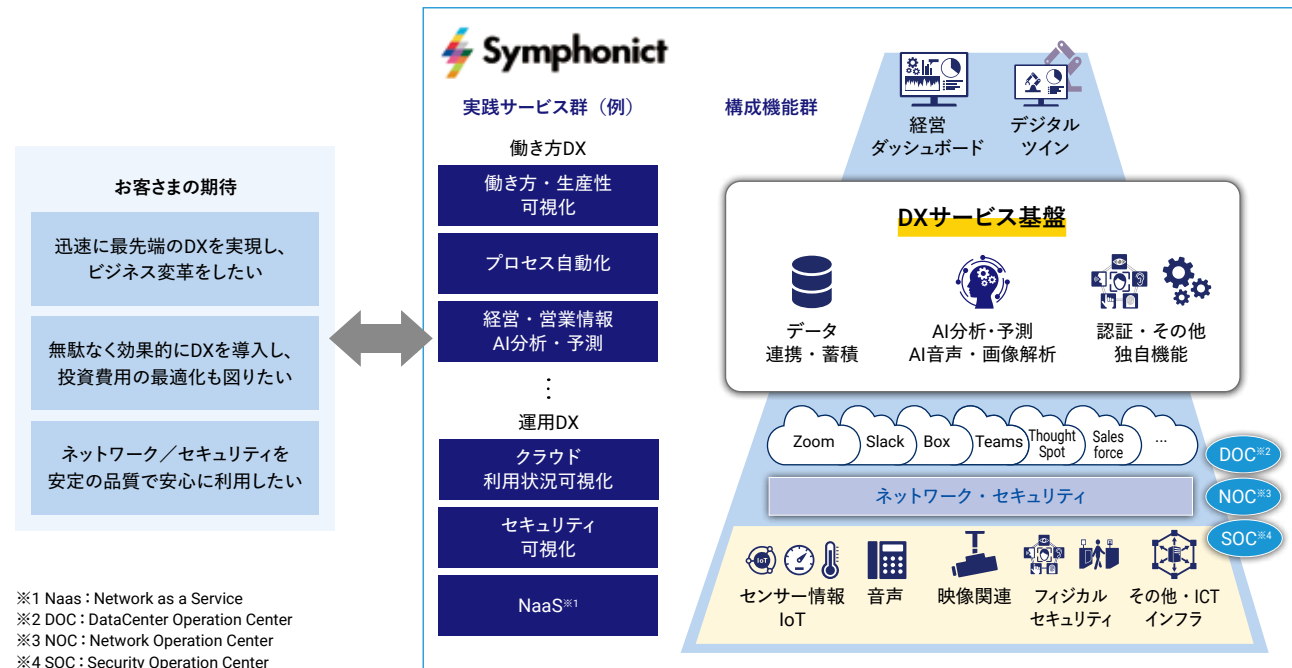 お客さまの期待
迅速に最先端のDXを実現し、
ビジネス変革をしたい
無駄なく効果的にDXを導入し、
投資費用の最適化も図りたい
ネットワーク／セキュリティを
安定の品質で安心に利用したい
※1 Naas：Network as a Service
※2 DOC：DataCenter Operation Center
※3 NOC：Network Operation Center
※4 SOC：Security Operation Center
Symphonict
実践サービス群（例）
働き方DX
働き方・生産性
可視化
プロセス自動化
経営・営業情報
AI分析・予測
⋮
運用DX
クラウド
利用状況可視化
セキュリティ
可視化
NaaS※1
構成機能群
経営
ダッシュボード
デジタル
ツイン
DXサービス基盤
データ
連携・蓄積
AI分析・予測
AI音声・画像解析
認証・その他
独自機能
Zoom
Slack
Box
Teams
Thought
Spot
Sales
force
...
DOC※2
ネットワーク・セキュリティ
NOC※3
SOC※4
IoT
センサー情報
IoT
音声
映像関連
フィジカル
セキュリティ
その他・ICT
インフラ